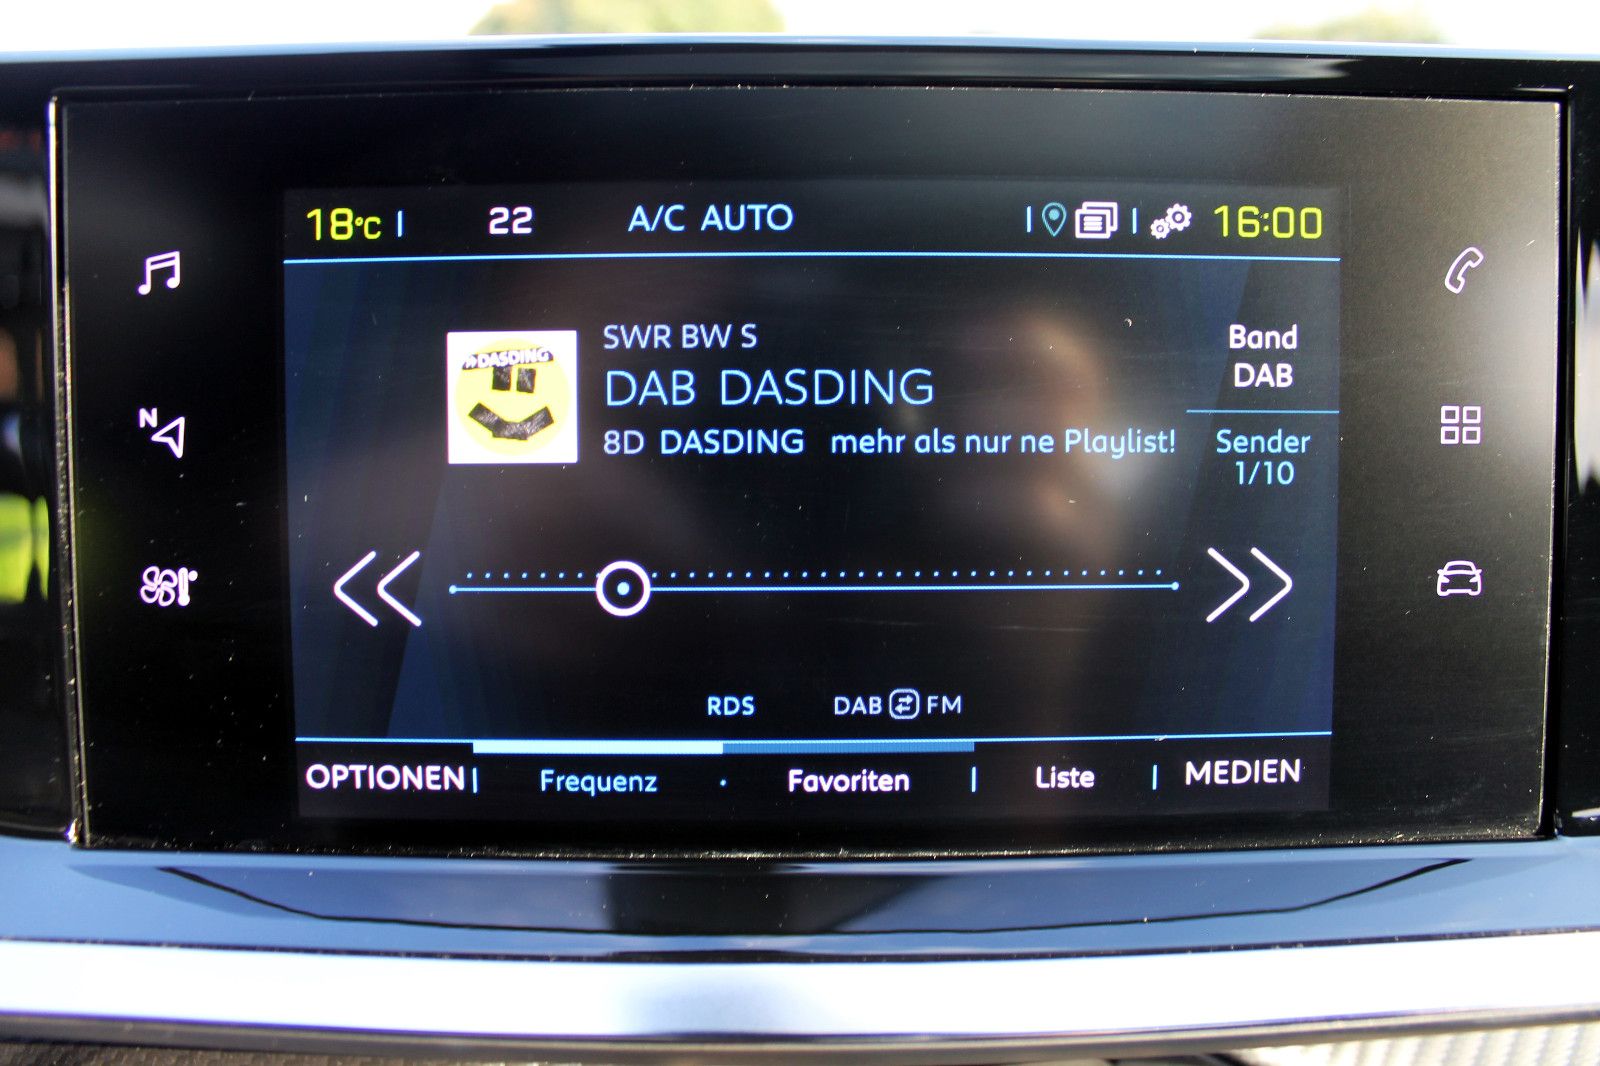 18°C | 22 A/C AUTO | | 16:00
SWR BW S
DAB DASDING
8D DASDING mehr als nur ne Playlist!
DASDING
Band
DAB
Sender
1/10
N
RDS DAB FM
OPTIONEN | Frequenz · Favoriten | Liste | MEDIEN